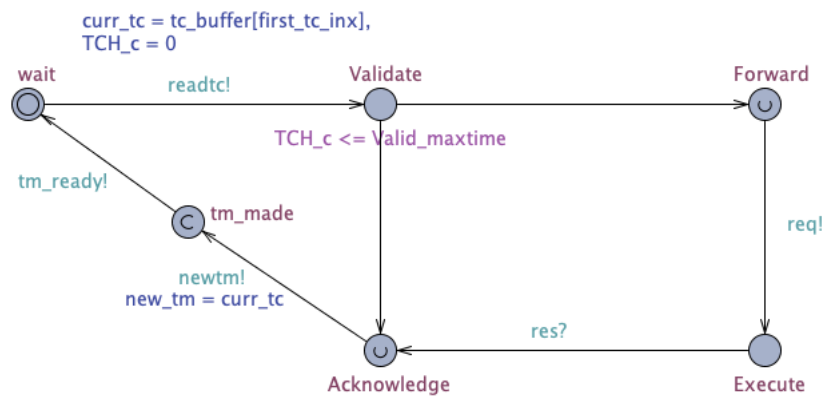 curr_tc = tc_buffer[first_tc_inx],
TCH_c = 0
wait
readtc!
Validate
Forward
TCH_c <= Valid_maxtime
tm_ready!
tm_made
req!
newtm!
new_tm = curr_tc
res?
Acknowledge
Execute